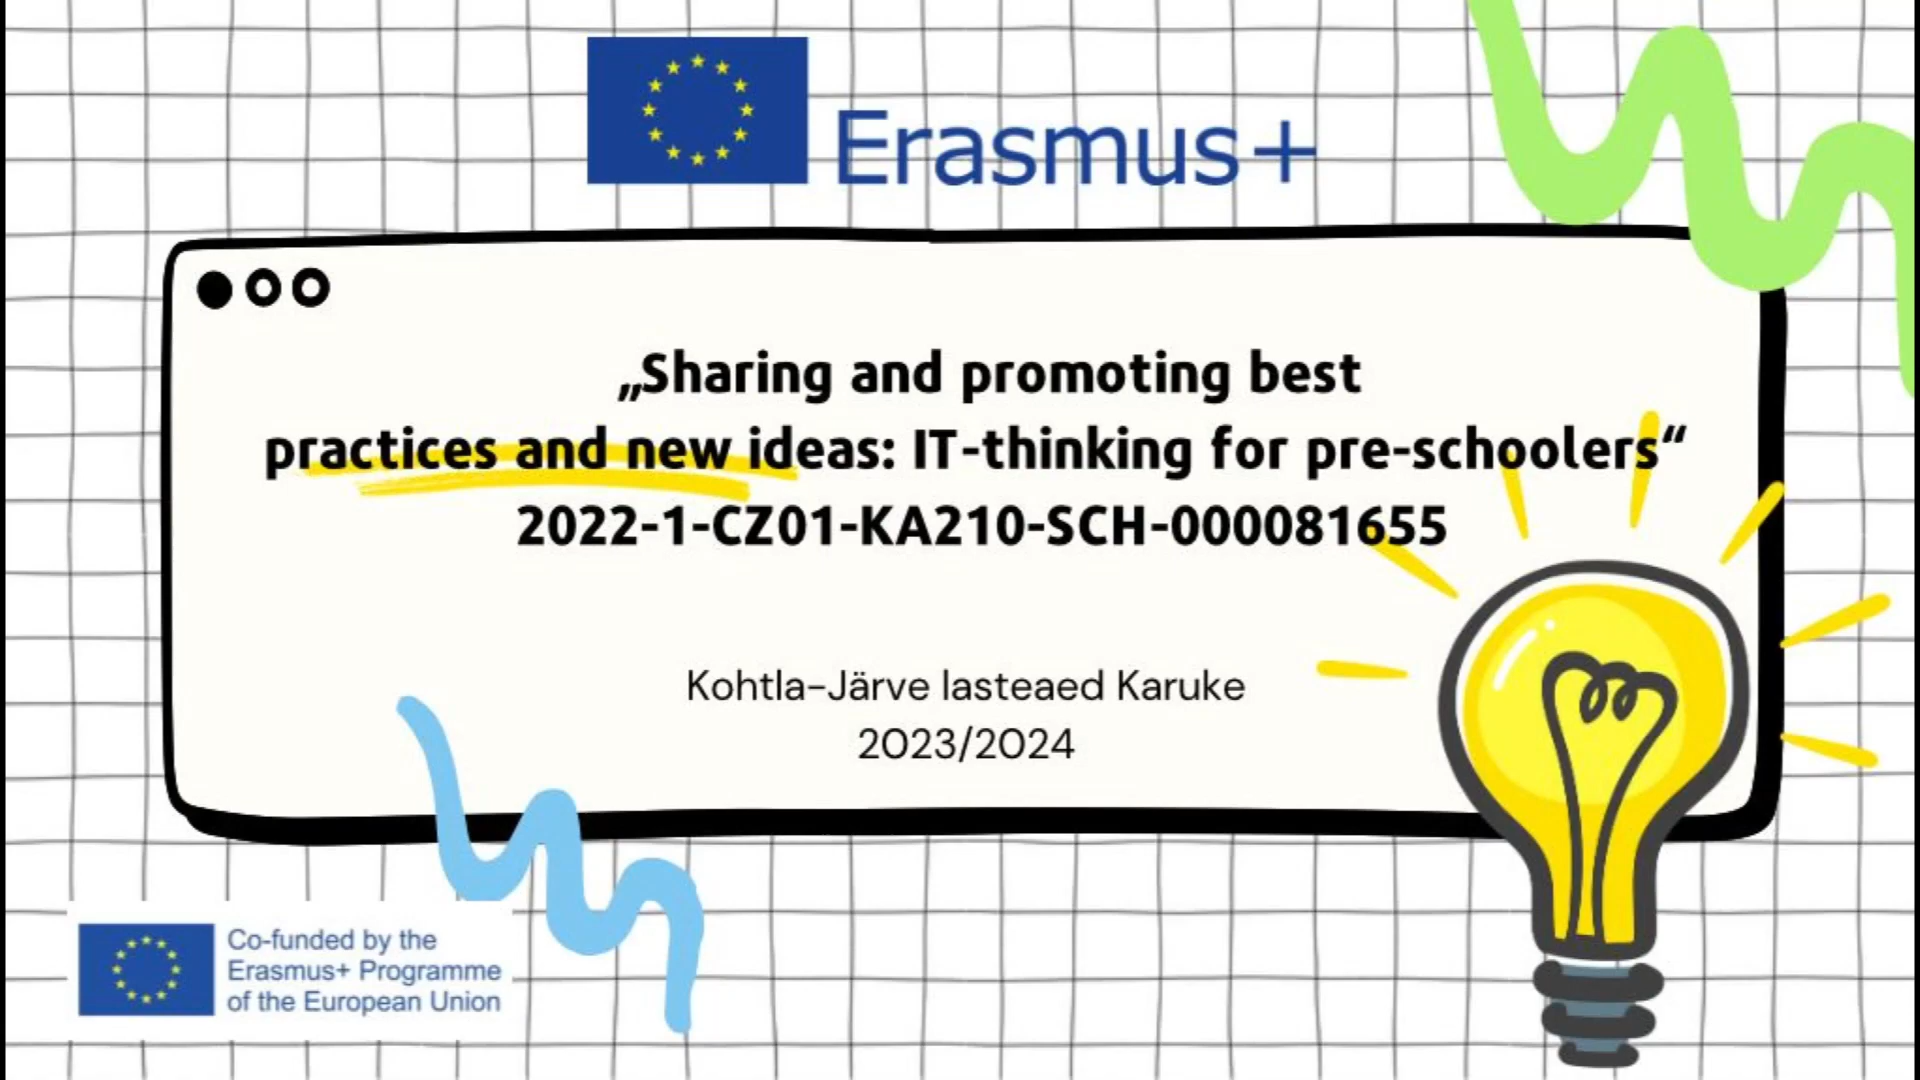 Erasmus+
„Sharing and promoting best
practices and new ideas: IT-thinking for pre-schoolers“
2022-1-CZ01-KA210-SCH-000081655
Kohtla-Järve lasteaed Karuke
2023/2024
Co-funded by the
Erasmus+ Programme
of the European Union